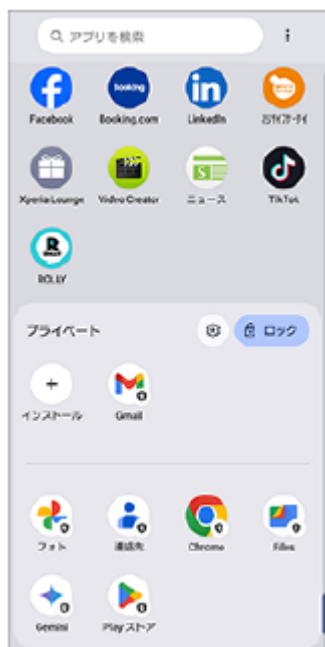 アプリを検索
Facebook
Booking.com
LinkedIn
Xperia Lounge
Video Creator
ニュース
TikTok
ROLLY
プライベート
ロック
インストール
Gmail
フォト
連絡先
Chrome
Files
Gemini
Play ストア